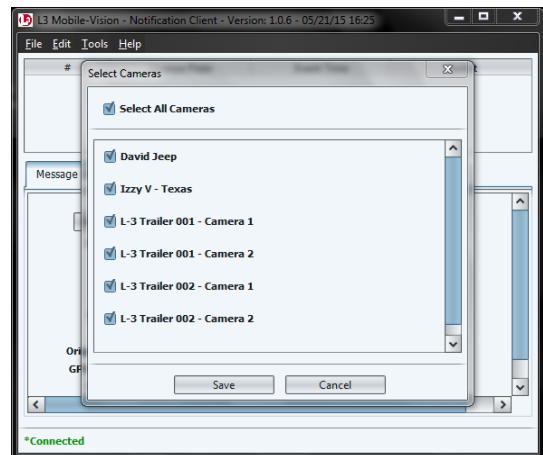 L3 Mobile-Vision - Notification Client - Version: 1.0.6 - 05/21/15 16:25
File Edit Tools Help
#
Select Cameras
Select All Cameras
David Jeep
Izzy V - Texas
L-3 Trailer 001 - Camera 1
L-3 Trailer 001 - Camera 2
L-3 Trailer 002 - Camera 1
L-3 Trailer 002 - Camera 2
Message
Ori
GP
Save Cancel
*Connected